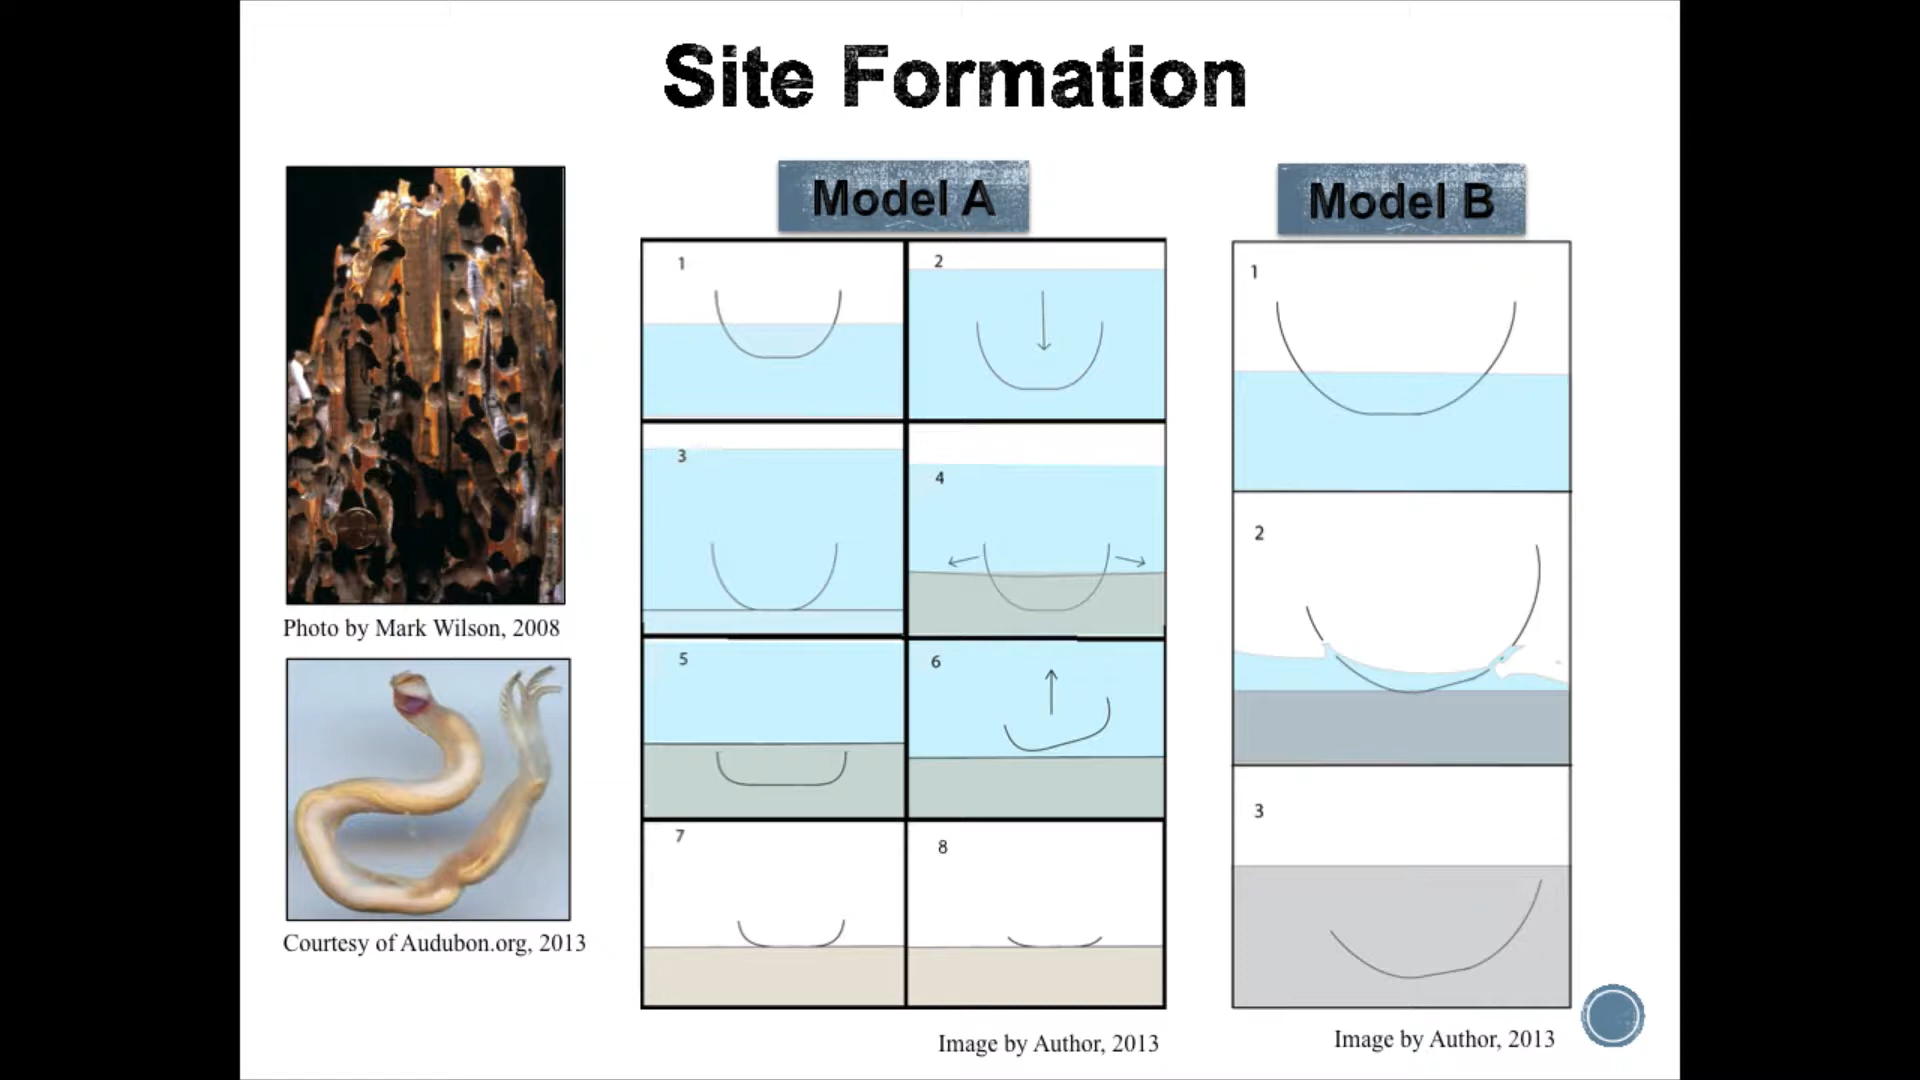 Site Formation
Model A
Model B
1
2
3
4
5
6
7
8
1
2
3
Photo by Mark Wilson, 2008
Courtesy of Audubon.org, 2013
Image by Author, 2013
Image by Author, 2013